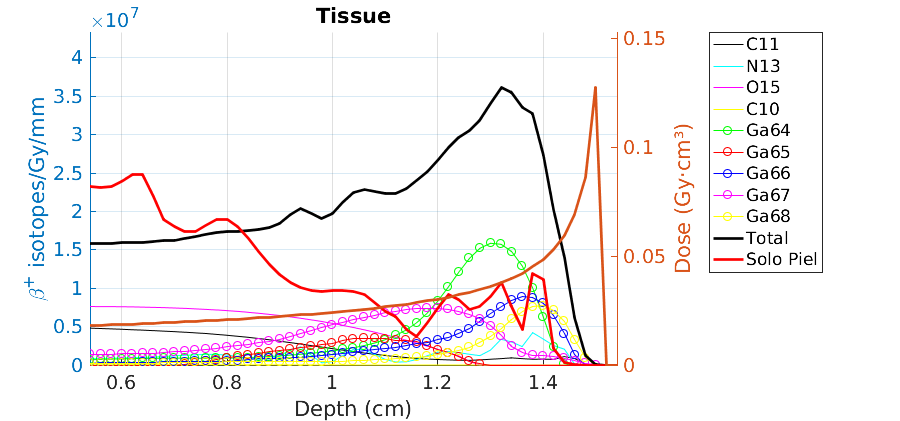 Tissue
×10⁷
4
3.5
3
2.5
2
1.5
1
0.5
0
β⁺ isotopes/Gy/mm
0.6
0.8
1
1.2
1.4
Depth (cm)
0.15
0.1
0.05
0
Dose (Gy·cm³)
C11
N13
O15
C10
Ga64
Ga65
Ga66
Ga67
Ga68
Total
Solo Piel